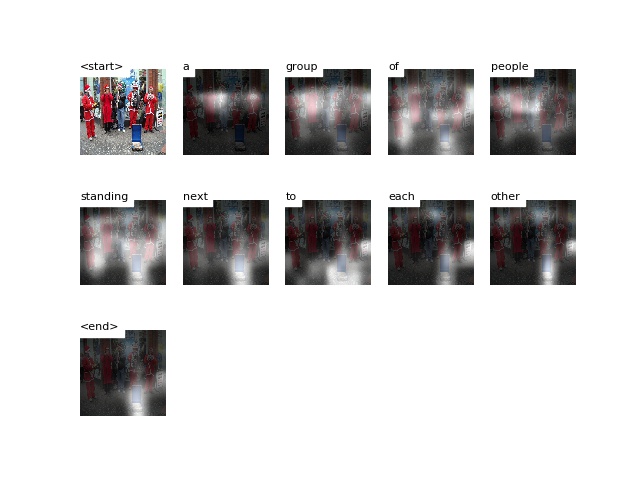 <start> a group of people
standing next to each other
<end>